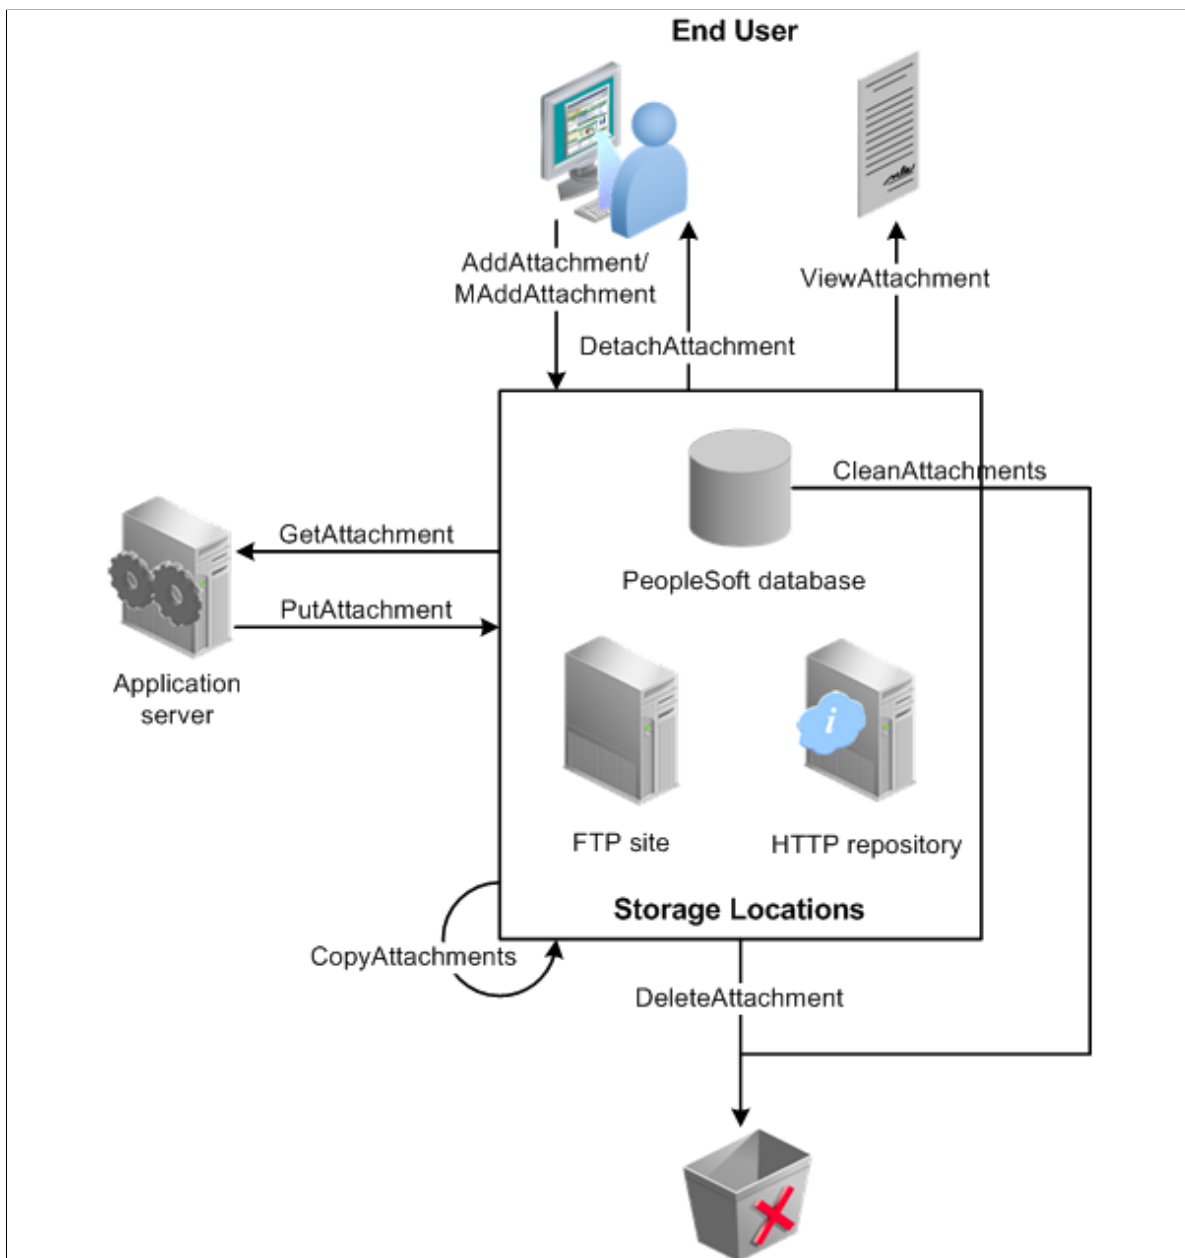 End User
AddAttachment/
MAddAttachment
ViewAttachment
DetachAttachment
CleanAttachments
GetAttachment
PeopleSoft database
PutAttachment
Application
server
FTP site
HTTP repository
Storage Locations
CopyAttachments
DeleteAttachment